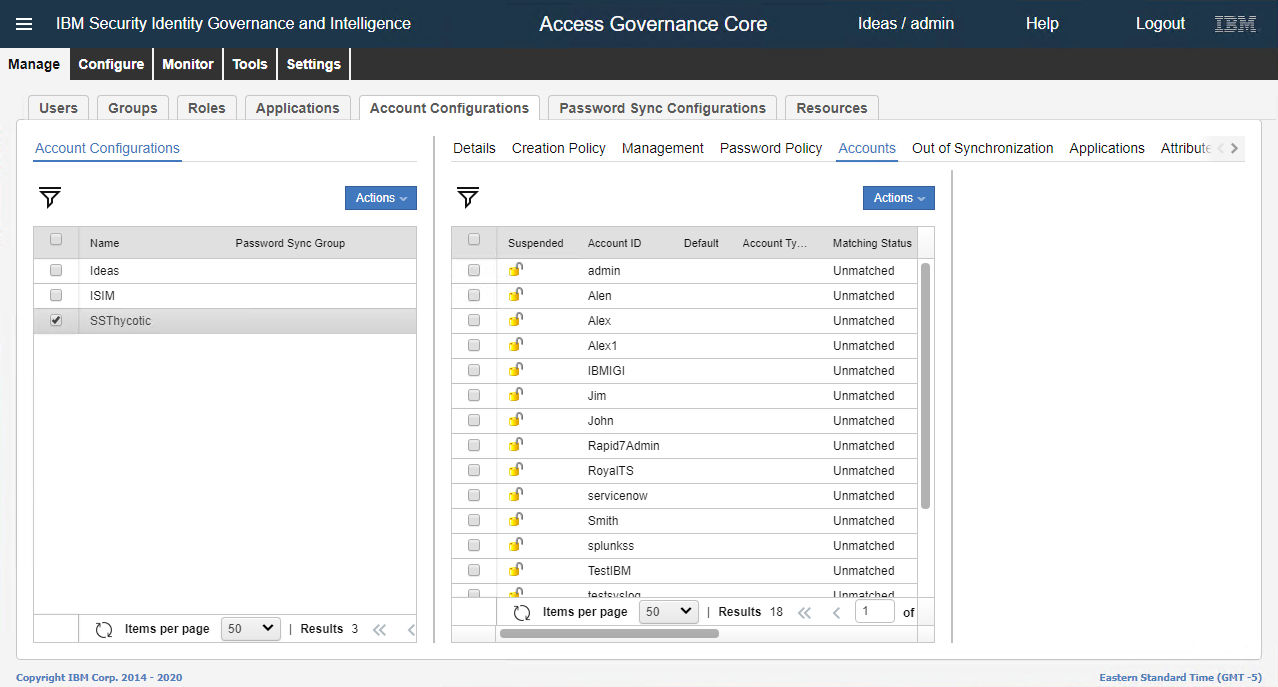 IBM Security Identity Governance and Intelligence Access Governance Core Ideas / admin Help Logout IBM
Manage Configure Monitor Tools Settings
Users Groups Roles Applications Account Configurations Password Sync Configurations Resources
Account Configurations
Actions
Name Password Sync Group
Ideas
ISIM
SSThycotic
Items per page 50 | Results 3
Details Creation Policy Management Password Policy Accounts Out of Synchronization Applications Attribute
Actions
Suspended Account ID Default Account Ty... Matching Status
admin Unmatched
Alen Unmatched
Alex Unmatched
Alex1 Unmatched
IBMIGI Unmatched
Jim Unmatched
John Unmatched
Rapid7Admin Unmatched
RoyalTS Unmatched
servicenow Unmatched
Smith Unmatched
splunkss Unmatched
TestIBM Unmatched
testsyslog Unmatched
Items per page 50 | Results 18 1 of
Copyright IBM Corp. 2014 - 2020
Eastern Standard Time (GMT -5)